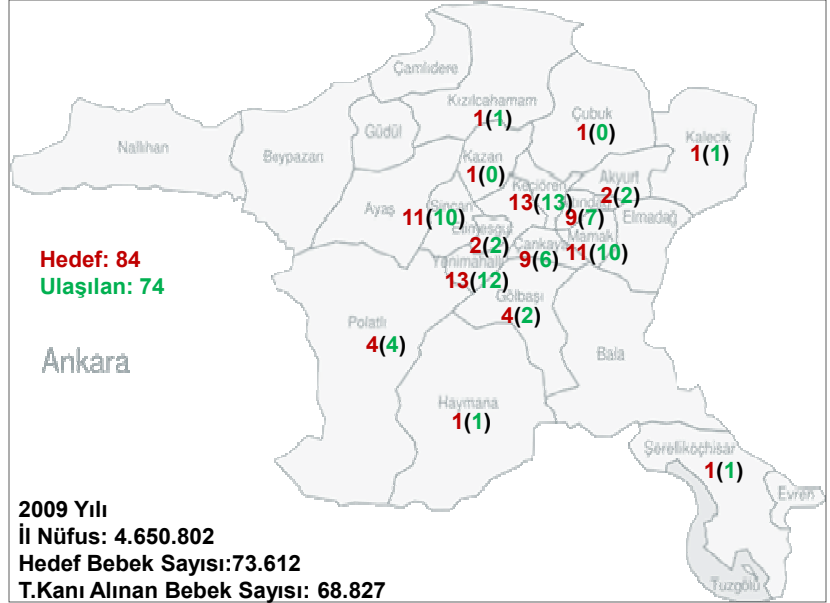 Çamlıdere
Kızılcahamam
1(1)
Çubuk
1(0)
Güdül
Kalecik
1(1)
Nallıhan
Beypazarı
Kazan
1(0)
Akyurt
2(2)
Keçiören
13(13)
Ayaş
Sincan
11(10)
9(7)
Elmadağ
Etimesgut
2(2)
Çankaya
9(6)
Mamak
11(10)
Yenimahalle
13(12)
Hedef: 84
Ulaşılan: 74
Gölbaşı
4(2)
Polatlı
4(4)
Bala
Ankara
Haymana
1(1)
Şereflikoçhisar
1(1)
Evren
Tuzgölü
2009 Yılı
İl Nüfus: 4.650.802
Hedef Bebek Sayısı:73.612
T.Kanı Alınan Bebek Sayısı: 68.827